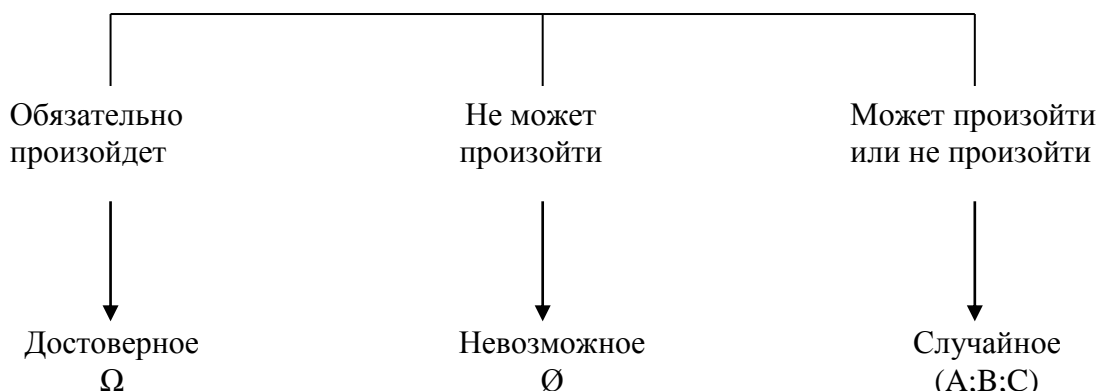 Обязательно
произойдет
Не может
произойти
Может произойти
или не произойти
Достоверное
Ω
Невозможное
Ø
Случайное
(А;В;С)